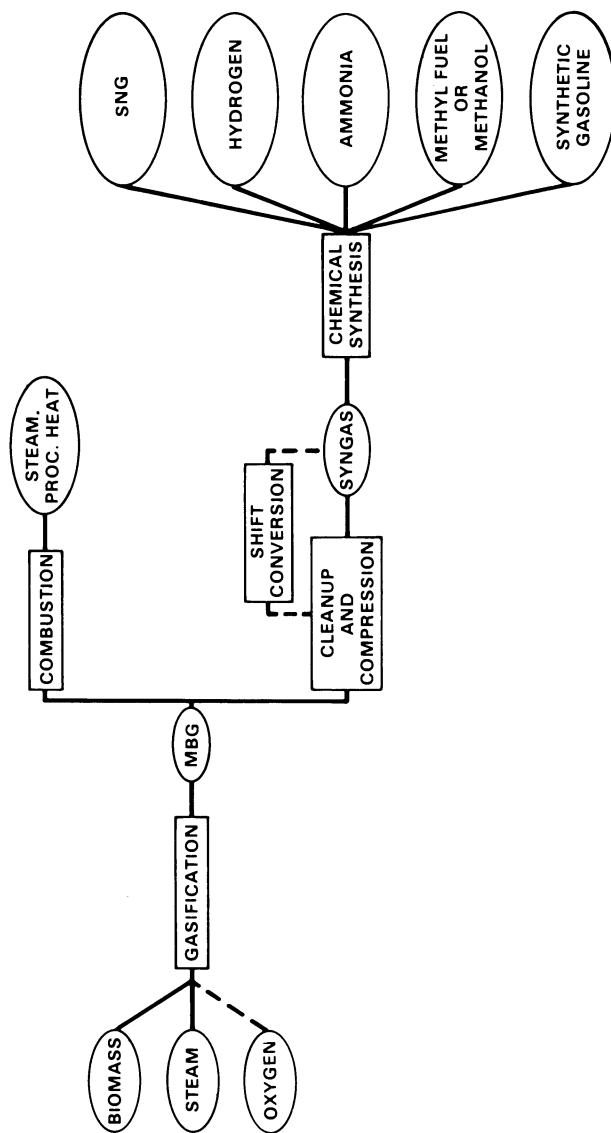 BIOMASS
STEAM
OXYGEN
GASIFICATION
MBG
COMBUSTION
STEAM.
PROC. HEAT
CLEANUP
AND
COMPRESSION
SHIFT
CONVERSION
SYNGAS
CHEMICAL
SYNTHESIS
SNG
HYDROGEN
AMMONIA
METHYL FUEL
OR
METHANOL
SYNTHETIC
GASOLINE